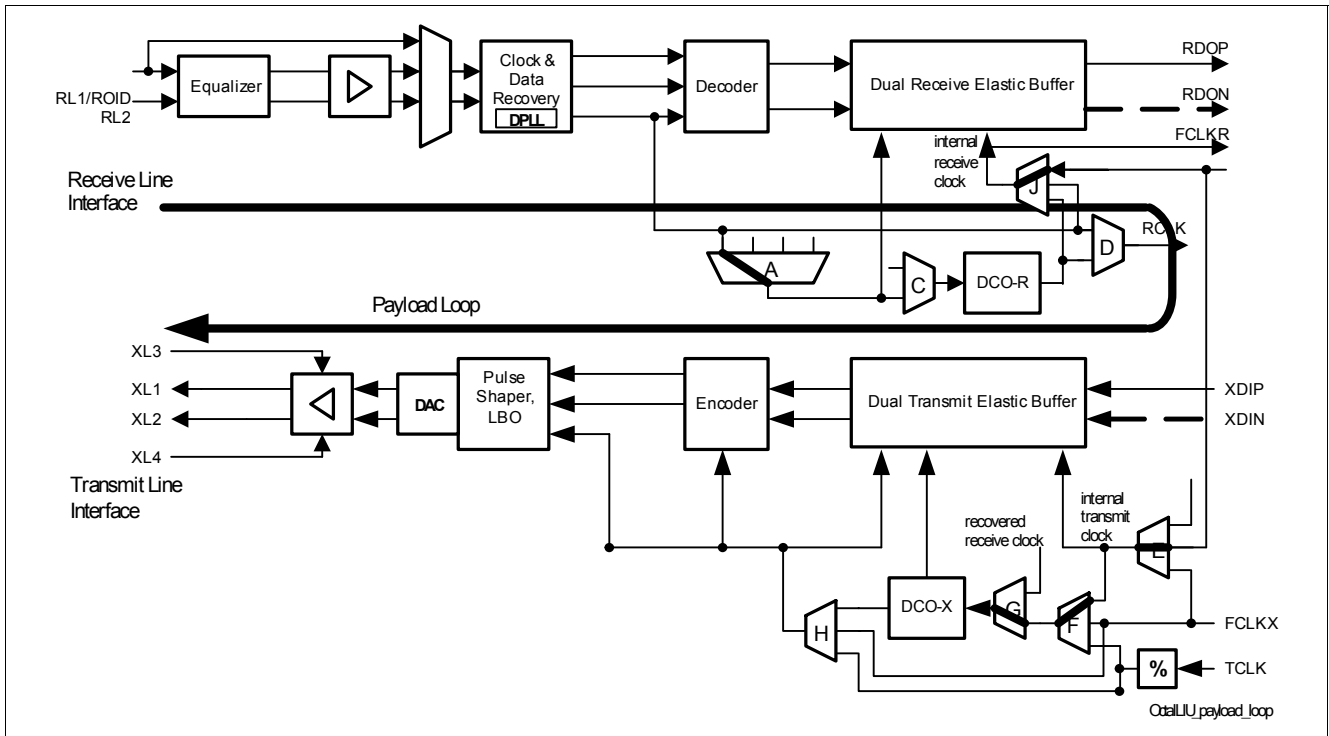 RL1/ROID
RL2
Equalizer
Clock &
Data
Recovery
DPLL
Decoder
Dual Receive Elastic Buffer
RDOP
RDON
FCLKR
internal
receive
clock
J
Receive Line
Interface
A
C
DCO-R
D
RCLK
Payload Loop
XL3
XL1
XL2
XL4
DAC
Pulse
Shaper,
LBO
Encoder
Dual Transmit Elastic Buffer
XDIP
XDIN
Transmit Line
Interface
internal
transmit
clock
recovered
receive clock
E
H
DCO-X
G
F
FCLKX
%
TCLK
OctalLIU_payload_loop